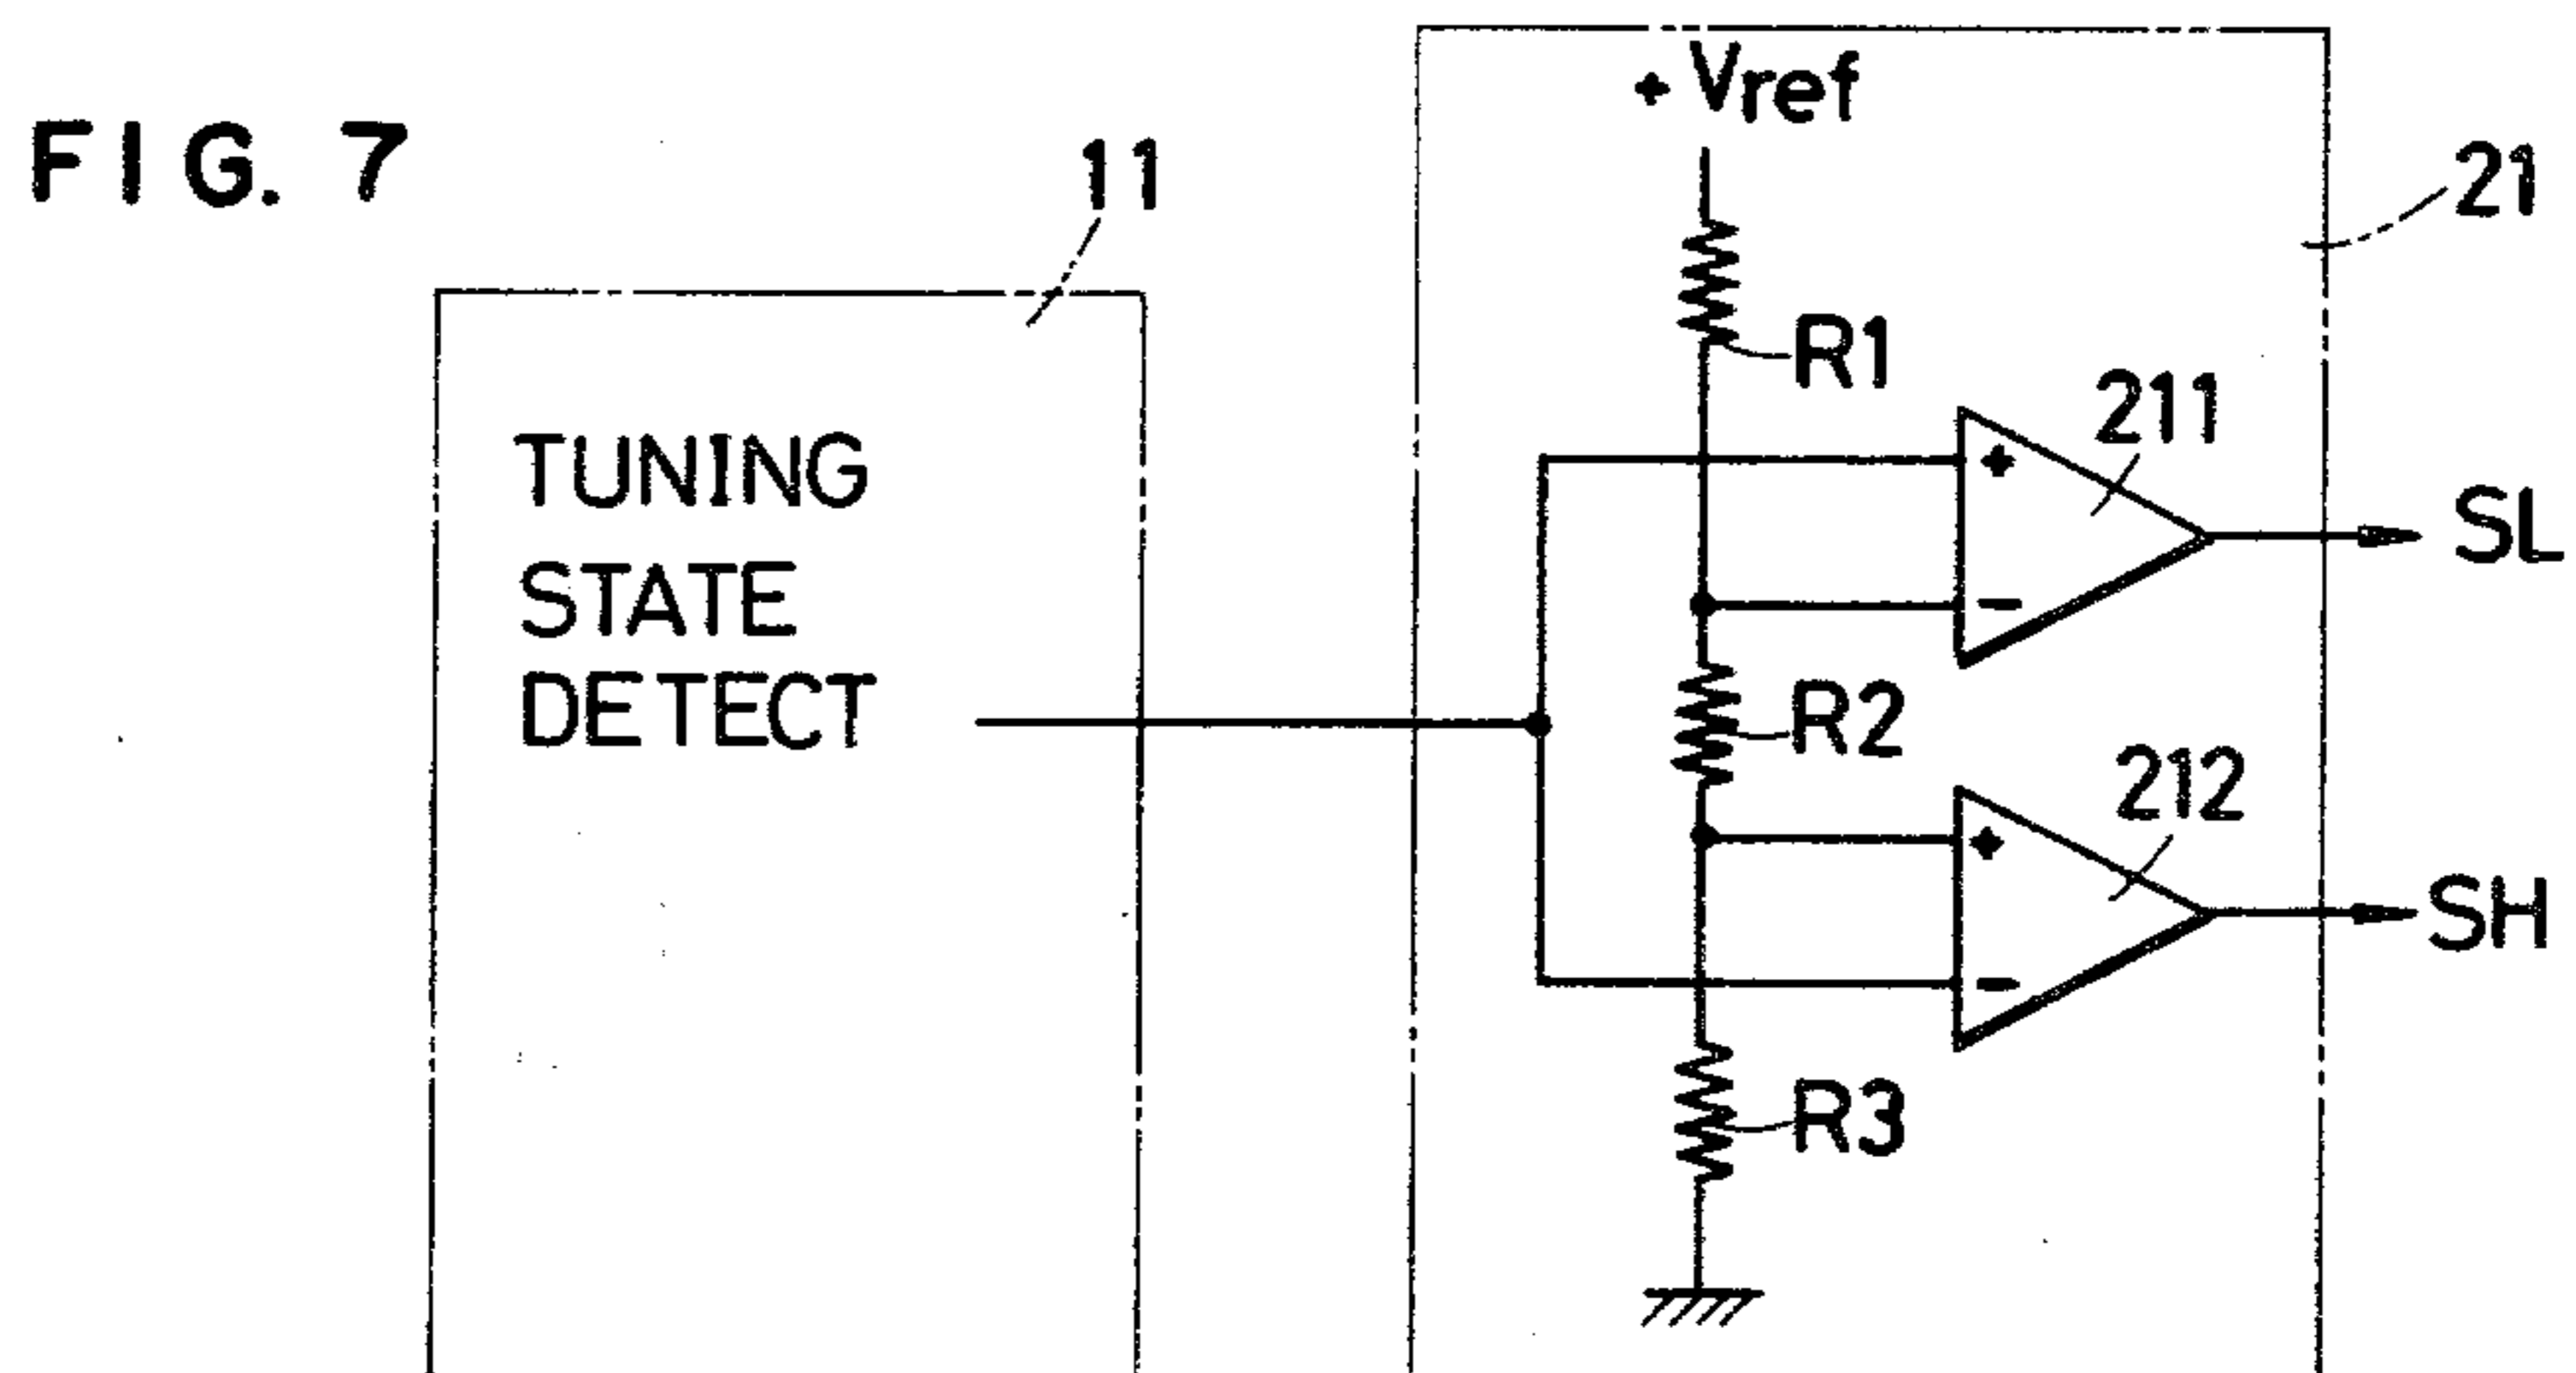 FIG. 7
11
TUNING
STATE
DETECT
+ Vref
21
R1
211
+
−
SL
R2
212
+
−
SH
R3